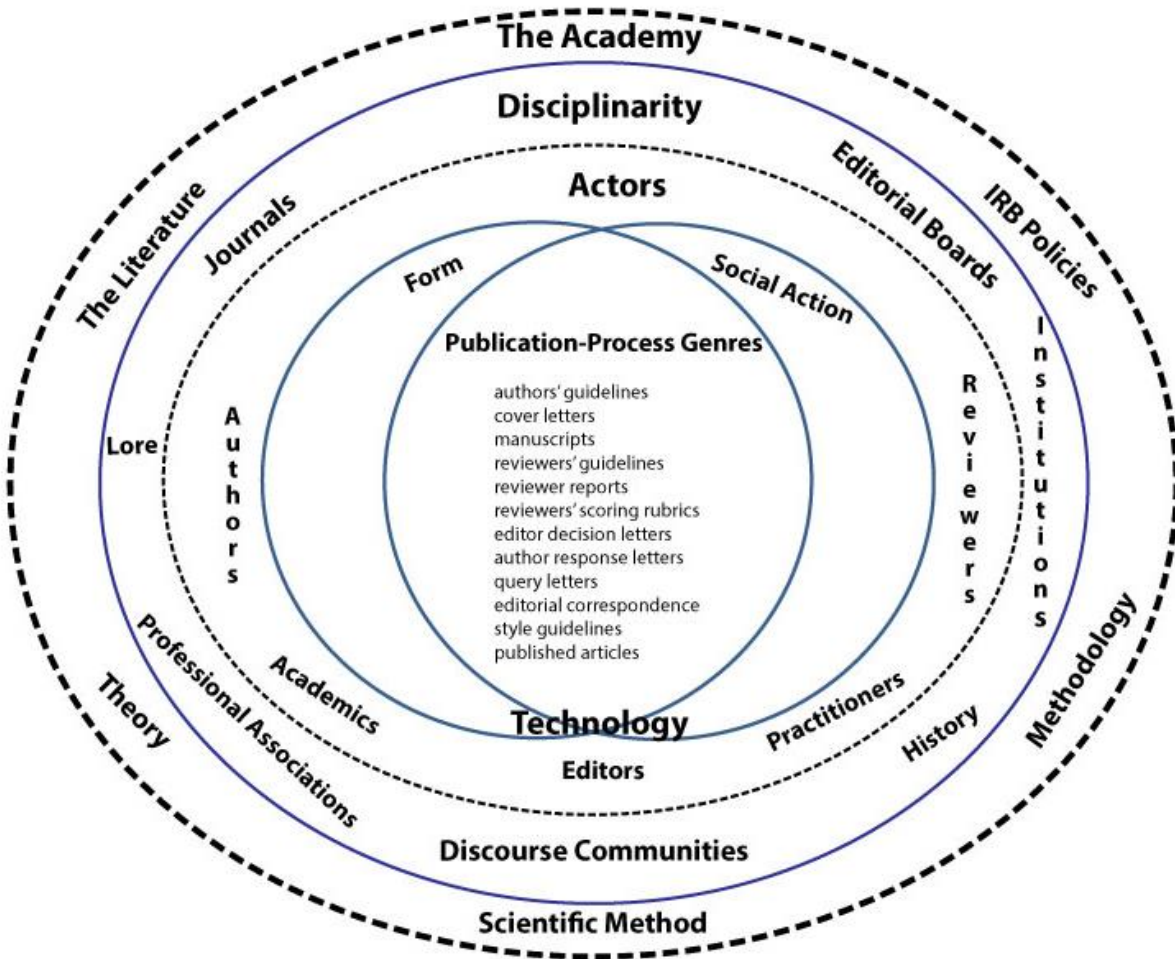 The Academy
Disciplinarity
Actors
The Literature
Journals
Editorial Boards
IRB Policies
Form
Social Action
Publication-Process Genres
authors' guidelines
cover letters
manuscripts
reviewers' guidelines
reviewer reports
reviewers' scoring rubrics
editor decision letters
author response letters
query letters
editorial correspondence
style guidelines
published articles
Lore
Authors
Reviewers
Institutions
Theory
Professional Associations
Academics
Technology
Editors
Practitioners
History
Methodology
Discourse Communities
Scientific Method